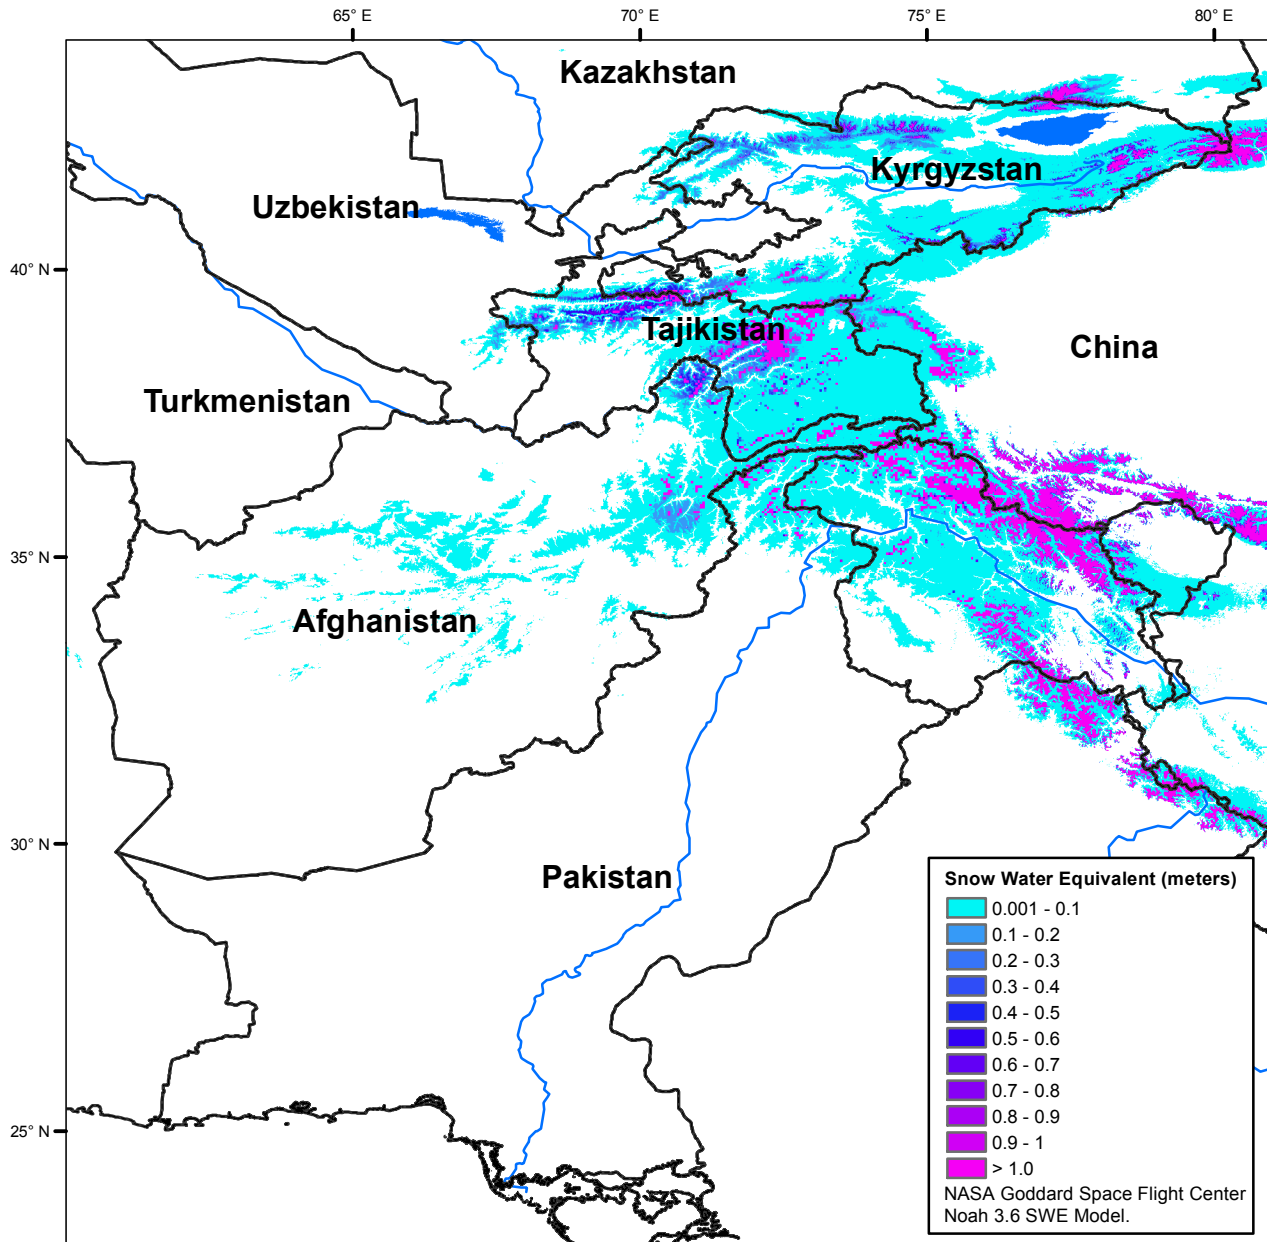 65° E
70° E
75° E
80° E
Kazakhstan
Kyrgyzstan
Uzbekistan
40° N
Tajikistan
China
Turkmenistan
35° N
Afghanistan
30° N
Pakistan
25° N
Snow Water Equivalent (meters)
0.001 - 0.1
0.1 - 0.2
0.2 - 0.3
0.3 - 0.4
0.4 - 0.5
0.5 - 0.6
0.6 - 0.7
0.7 - 0.8
0.8 - 0.9
0.9 - 1
> 1.0
NASA Goddard Space Flight Center
Noah 3.6 SWE Model.